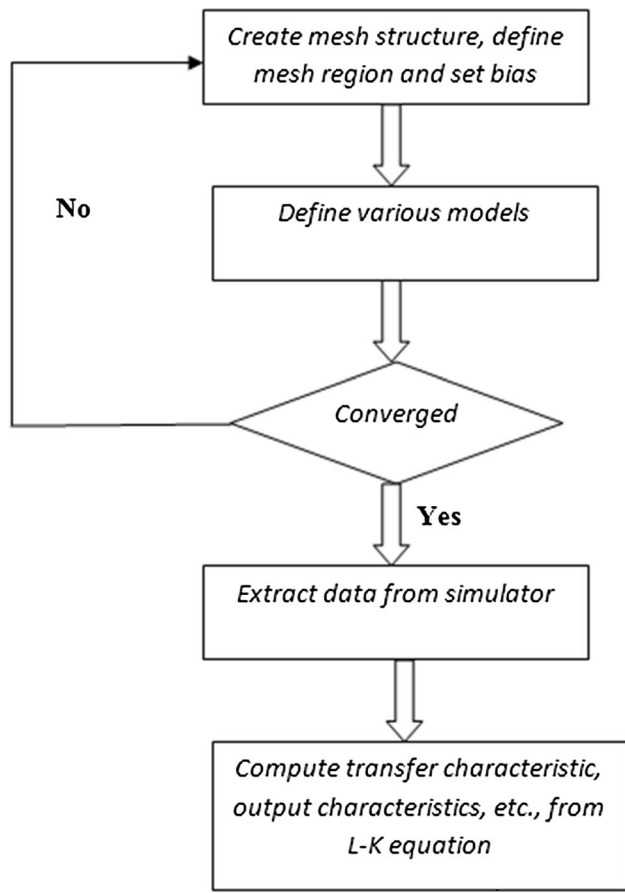 Create mesh structure, define
mesh region and set bias
No
Define various models
Converged
Yes
Extract data from simulator
Compute transfer characteristic,
output characteristics, etc., from
L-K equation